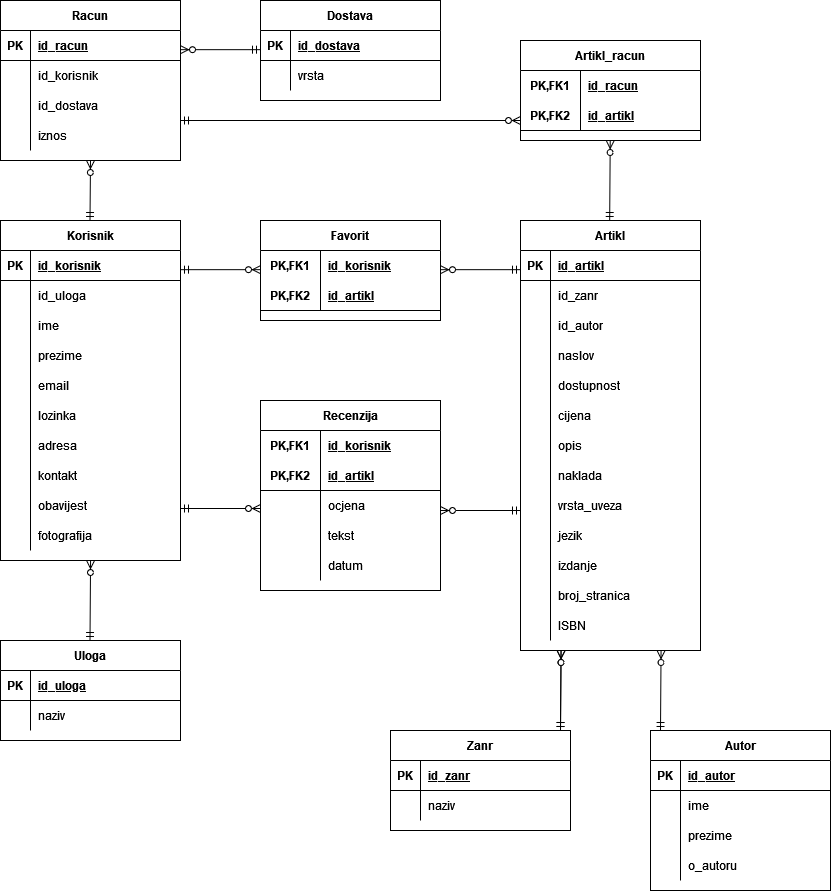 Racun
PK id_racun
id_korisnik
id_dostava
iznos
Dostava
PK id_dostava
vrsta
Artikl_racun
PK,FK1 id_racun
PK,FK2 id_artikl
Korisnik
PK id_korisnik
id_uloga
ime
prezime
email
lozinka
adresa
kontakt
obavijest
fotografija
Favorit
PK,FK1 id_korisnik
PK,FK2 id_artikl
Artikl
PK id_artikl
id_zanr
id_autor
naslov
dostupnost
cijena
opis
naklada
vrsta_uveza
jezik
izdanje
broj_stranica
ISBN
Recenzija
PK,FK1 id_korisnik
PK,FK2 id_artikl
ocjena
tekst
datum
Uloga
PK id_uloga
naziv
Zanr
PK id_zanr
naziv
Autor
PK id_autor
ime
prezime
o_autoru